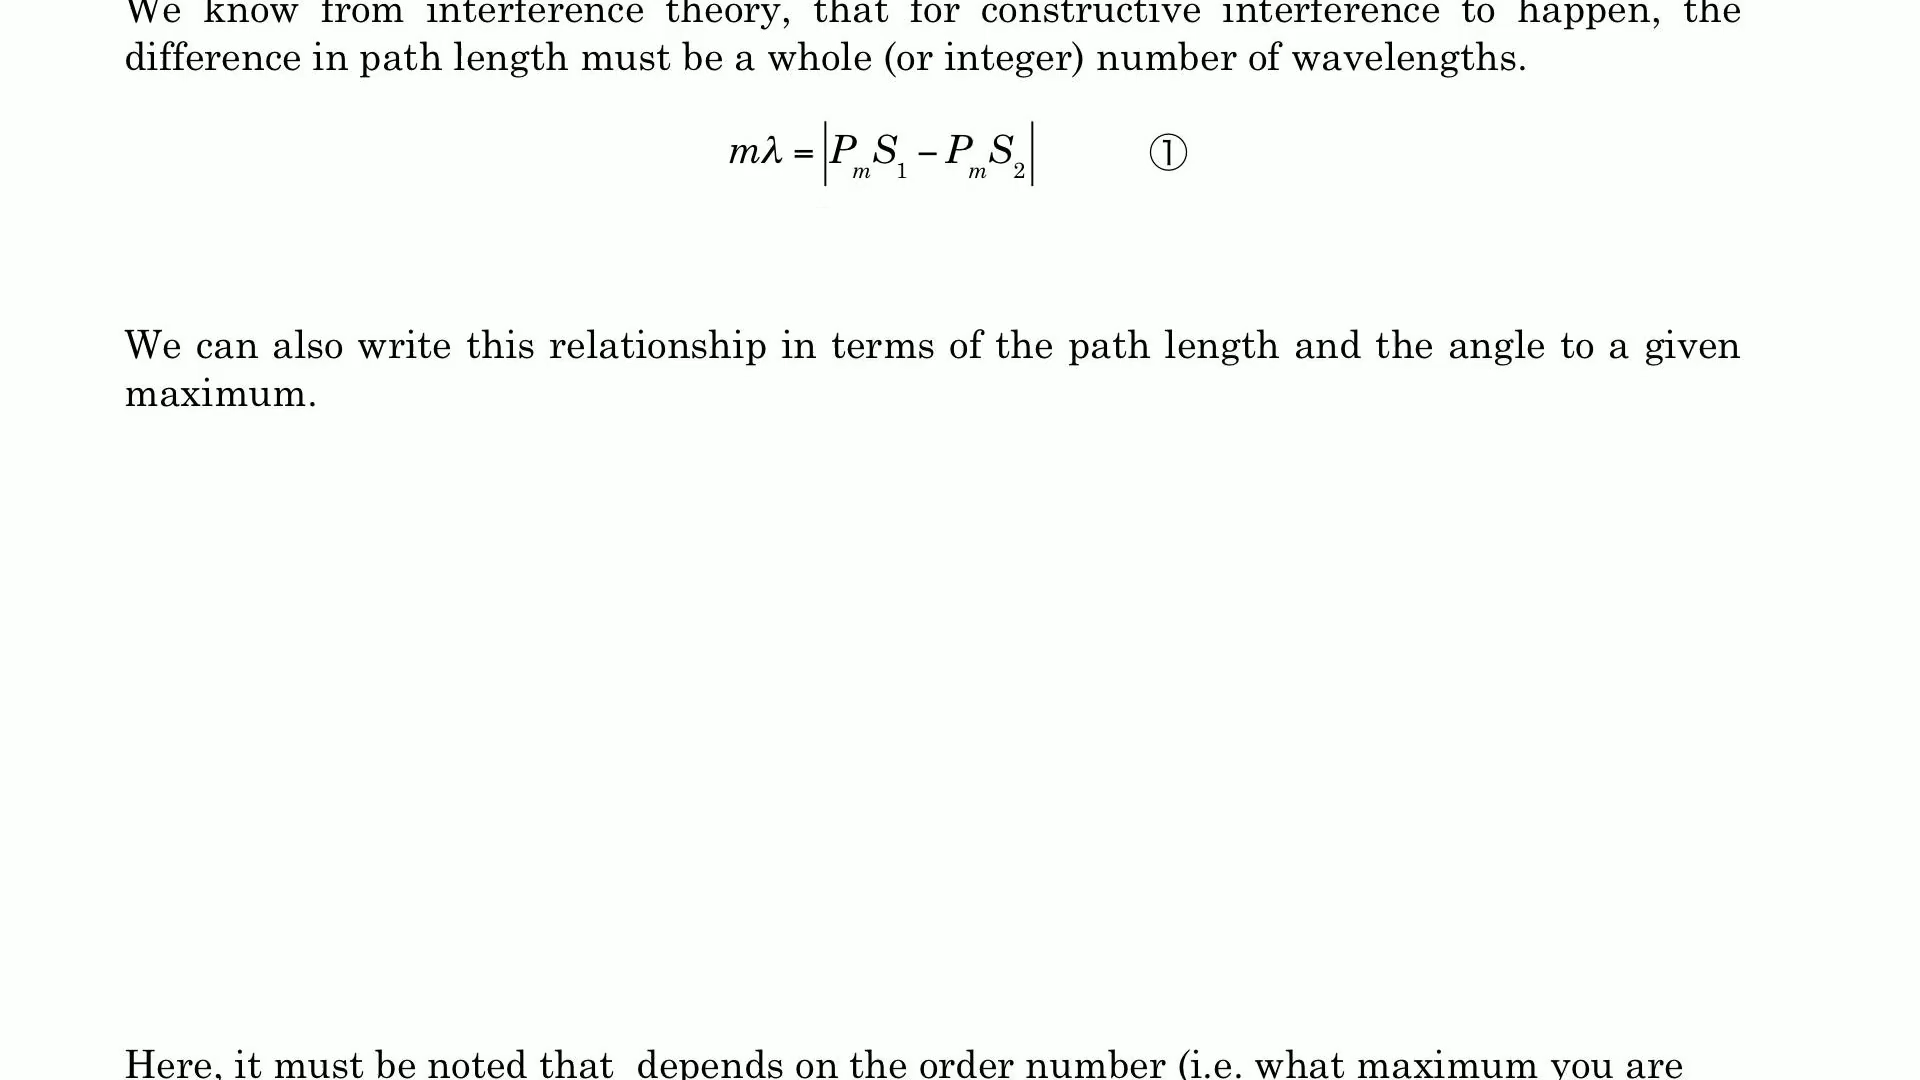 We know from interference theory, that for constructive interference to happen, the
difference in path length must be a whole (or integer) number of wavelengths.
mλ = |PₘS₁ − PₘS₂| ①
We can also write this relationship in terms of the path length and the angle to a given
maximum.
Here, it must be noted that depends on the order number (i.e. what maximum you are